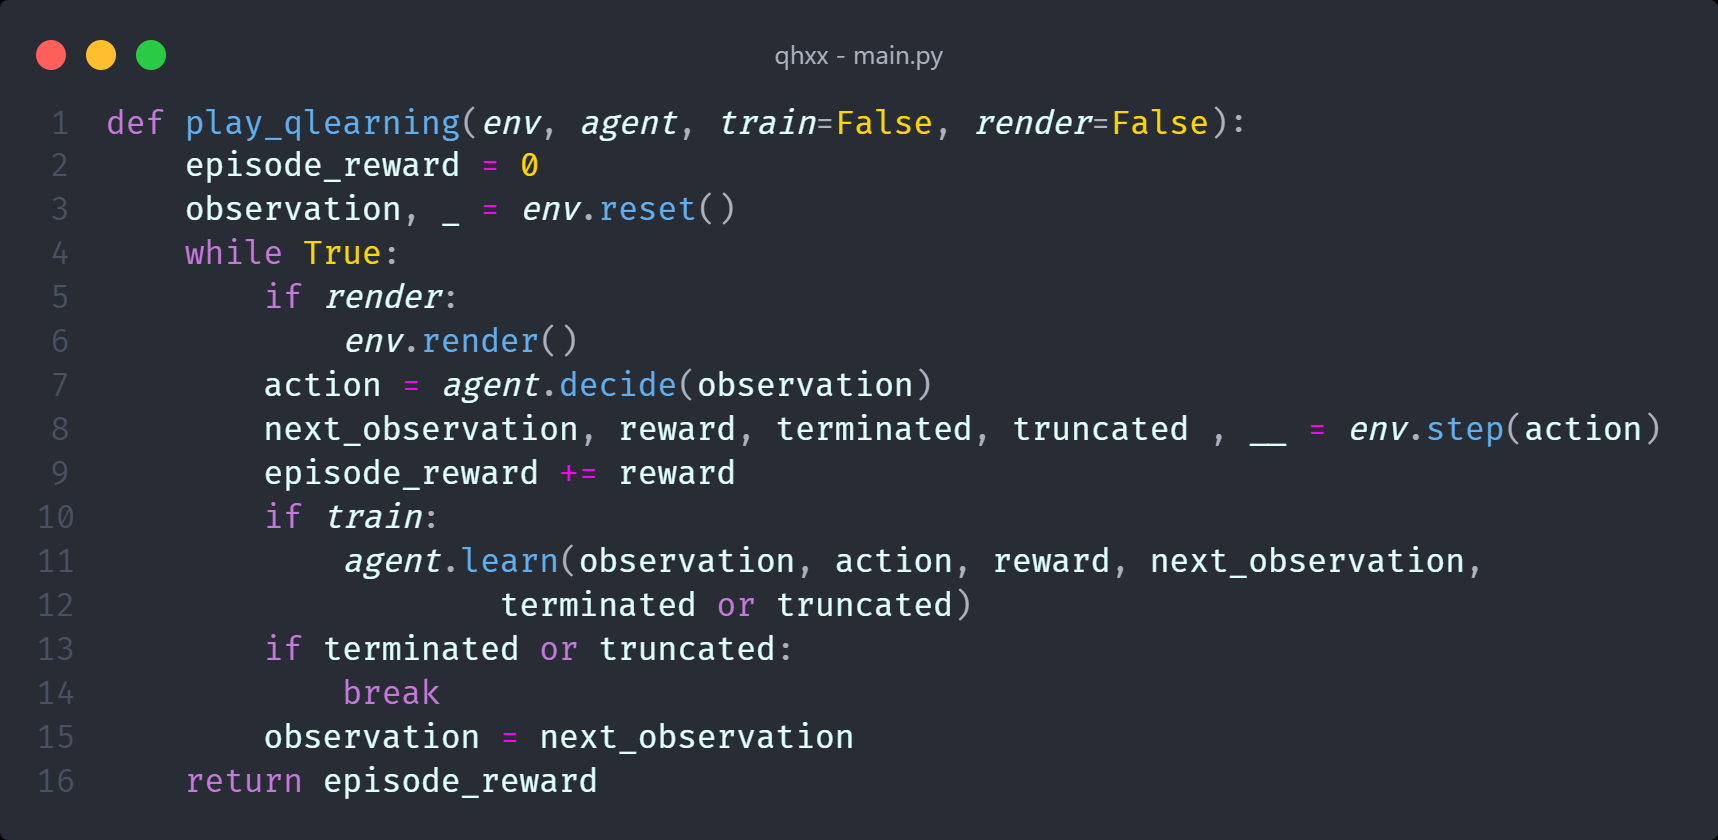 qhxx - main.py
1 def play_qlearning(env, agent, train=False, render=False):
2     episode_reward = 0
3     observation, _ = env.reset()
4     while True:
5         if render:
6             env.render()
7         action = agent.decide(observation)
8         next_observation, reward, terminated, truncated , __ = env.step(action)
9         episode_reward += reward
10         if train:
11             agent.learn(observation, action, reward, next_observation,
12                     terminated or truncated)
13         if terminated or truncated:
14             break
15         observation = next_observation
16     return episode_reward